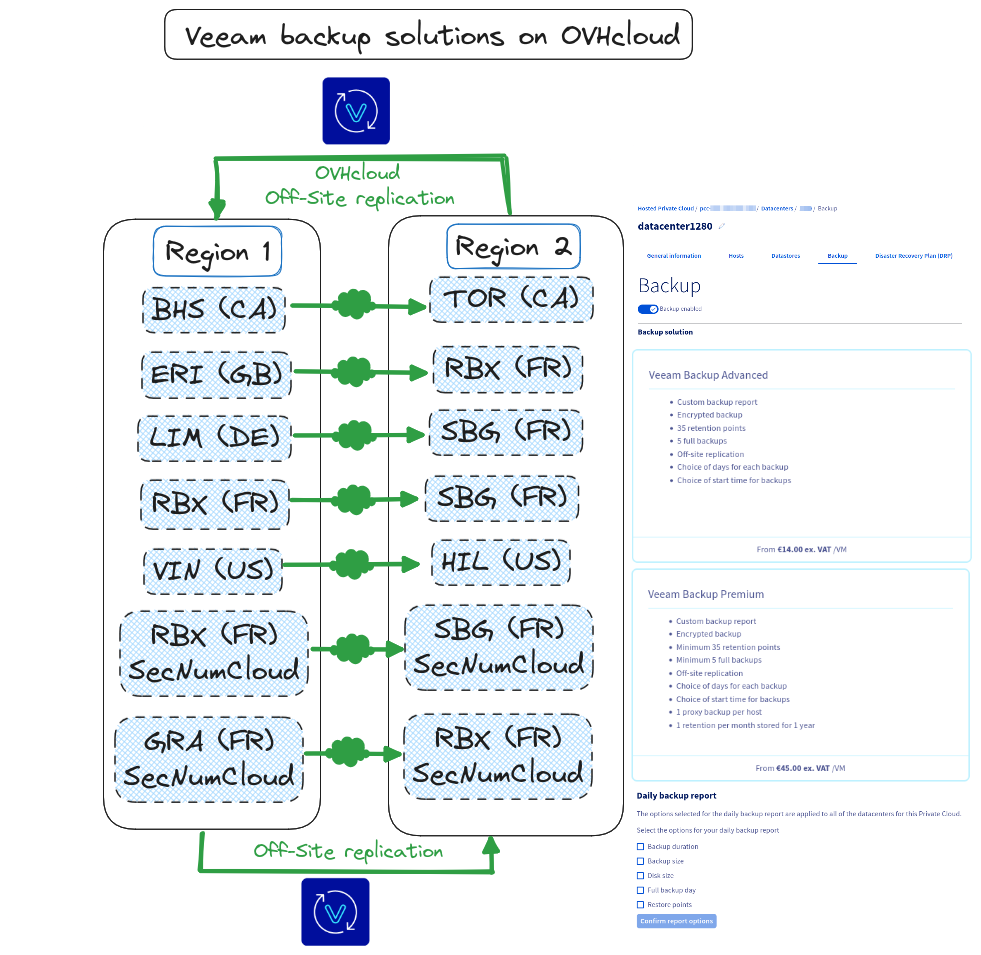 Veeam backup solutions on OVHcloud
OVHcloud
Off-Site replication
Region 1
Region 2
BHS (CA)
TOR (CA)
ERI (GB)
RBX (FR)
LIM (DE)
SBG (FR)
RBX (FR)
SBG (FR)
VIN (US)
HIL (US)
RBX (FR)
SecNumCloud
SBG (FR)
SecNumCloud
GRA (FR)
SecNumCloud
RBX (FR)
SecNumCloud
Off-Site replication
Hosted Private Cloud / pcc- / Datacenters / / Backup
datacenter1280
General information Hosts Datastores Backup Disaster Recovery Plan (DRP)
Backup
Backup enabled
Backup solution
Veeam Backup Advanced
• Custom backup report
• Encrypted backup
• 35 retention points
• 5 full backups
• Off-site replication
• Choice of days for each backup
• Choice of start time for backups
From €14.00 ex. VAT /VM
Veeam Backup Premium
• Custom backup report
• Encrypted backup
• Minimum 35 retention points
• Minimum 5 full backups
• Off-site replication
• Choice of days for each backup
• Choice of start time for backups
• 1 proxy backup per host
• 1 retention per month stored for 1 year
From €45.00 ex. VAT /VM
Daily backup report
The options selected for the daily backup report are applied to all of the datacenters for this Private Cloud.
Select the options for your daily backup report
Backup duration
Backup size
Disk size
Full backup day
Restore points
Confirm report options